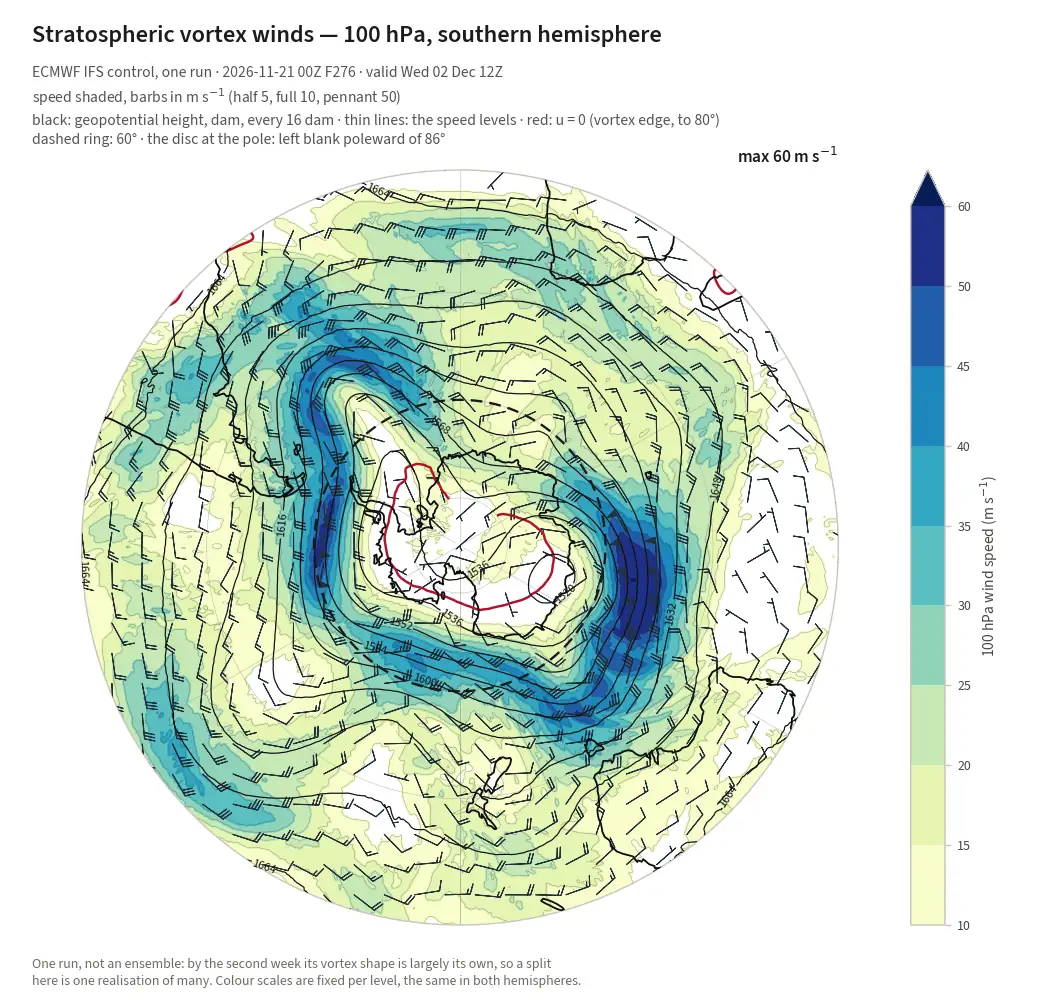 Stratospheric vortex winds — 100 hPa, southern hemisphere
ECMWF IFS control, one run · 2026-11-21 00Z F276 · valid Wed 02 Dec 12Z
speed shaded, barbs in m s⁻¹ (half 5, full 10, pennant 50)
black: geopotential height, dam, every 16 dam · thin lines: the speed levels · red: u = 0 (vortex edge, to 80°)
dashed ring: 60° · the disc at the pole: left blank poleward of 86°
max 60 m s⁻¹
1664
1664
1568
1648
1616
1664
1536
1520
1632
1536
1552
1584
1600
1664
1664
60
50
45
40
35
30
25
20
15
10
100 hPa wind speed (m s⁻¹)
One run, not an ensemble: by the second week its vortex shape is largely its own, so a split
here is one realisation of many. Colour scales are fixed per level, the same in both hemispheres.